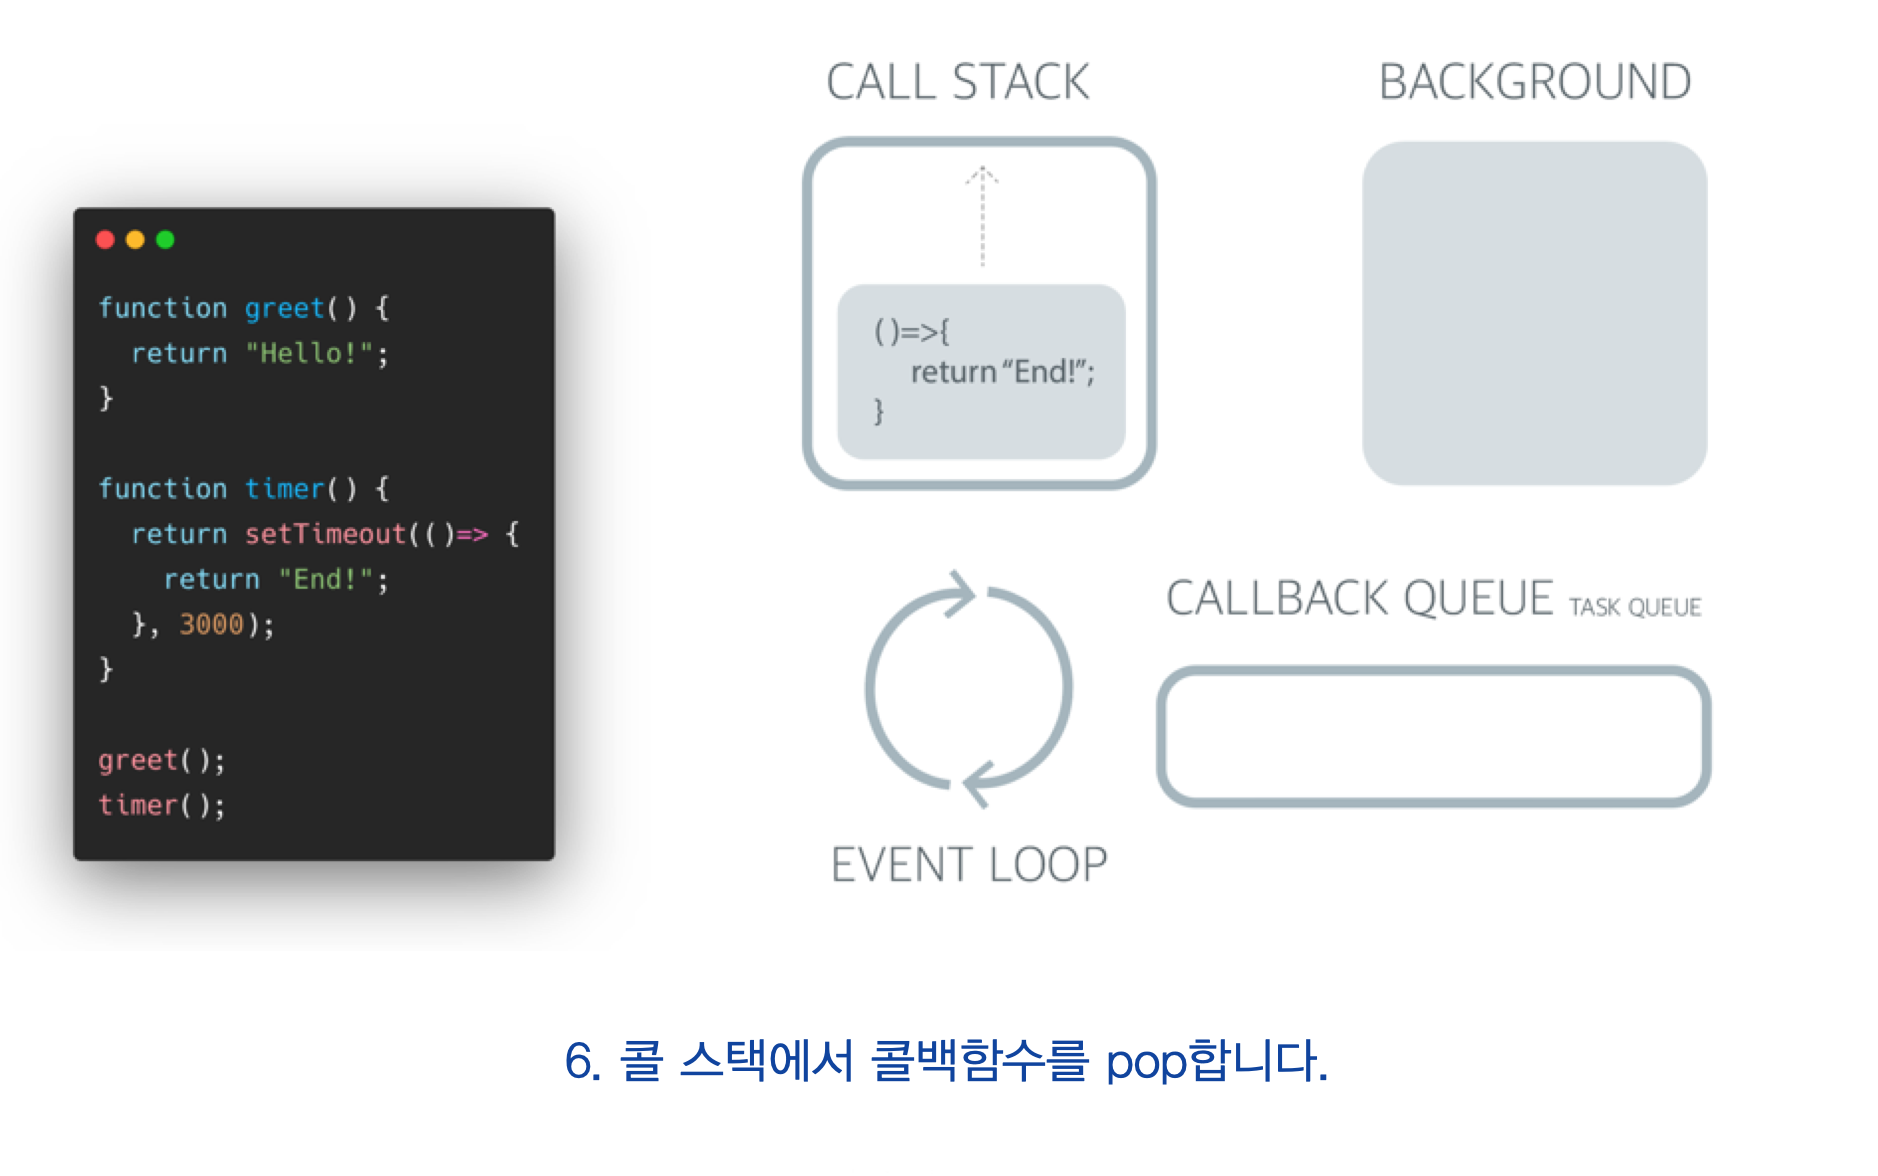 function greet() {
  return "Hello!";
}
function timer() {
  return setTimeout(()=> {
    return "End!";
  }, 3000);
}
greet();
timer();
CALL STACK
()=>{
return “End!”;
}
BACKGROUND
EVENT LOOP
CALLBACK QUEUE TASK QUEUE
6. 콜 스택에서 콜백함수를 pop합니다.